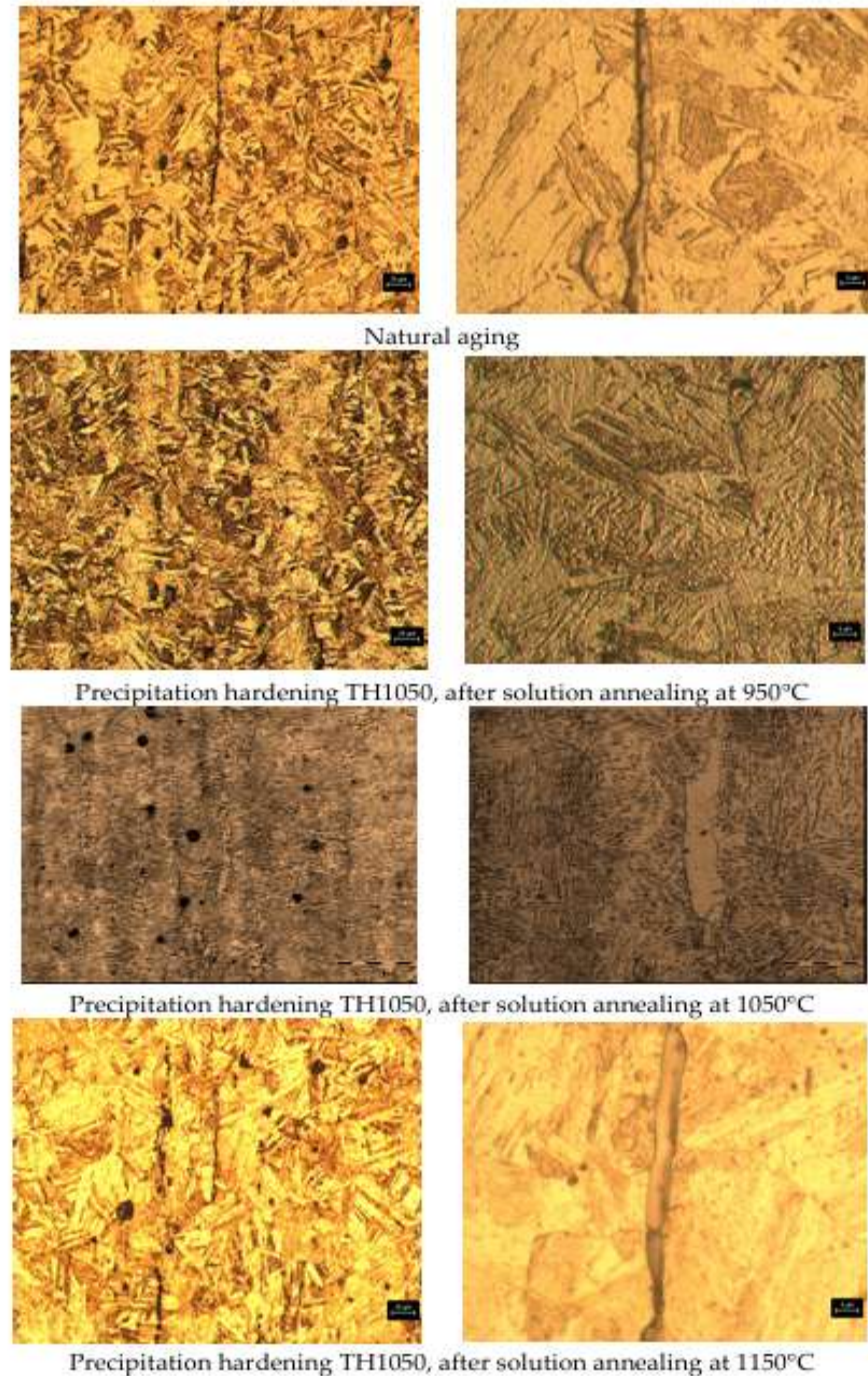 Natural aging
Precipitation hardening TH1050, after solution annealing at 950°C
Precipitation hardening TH1050, after solution annealing at 1050°C
Precipitation hardening TH1050, after solution annealing at 1150°C